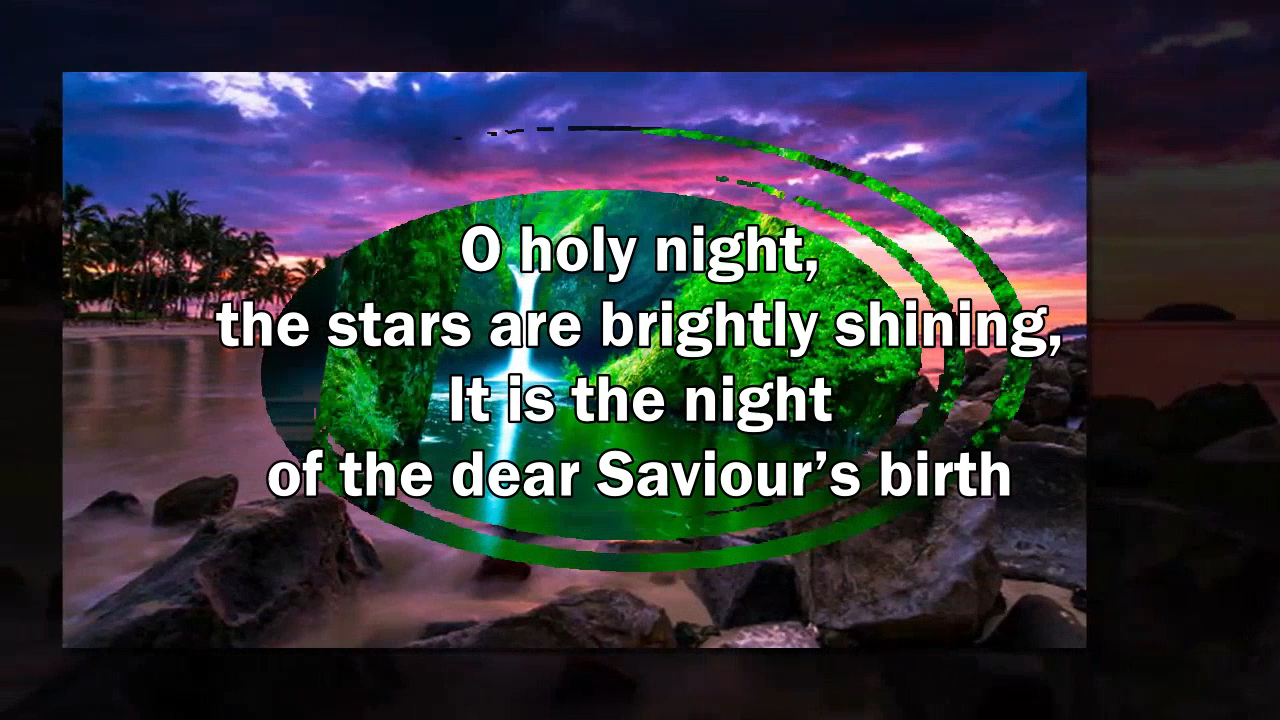 O holy night,
the stars are brightly shining,
It is the night
of the dear Saviour’s birth